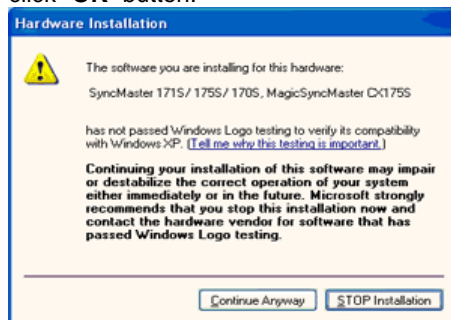 click "OK" button.
Hardware Installation
The software you are installing for this hardware:
SyncMaster 171S/ 175S/ 170S, MagicSyncMaster CX175S
has not passed Windows Logo testing to verify its compatibility
with Windows XP. (Tell me why this testing is important.)
Continuing your installation of this software may impair
or destabilize the correct operation of your system
either immediately or in the future. Microsoft strongly
recommends that you stop this installation now and
contact the hardware vendor for software that has
passed Windows Logo testing.
Continue Anyway
STOP Installation